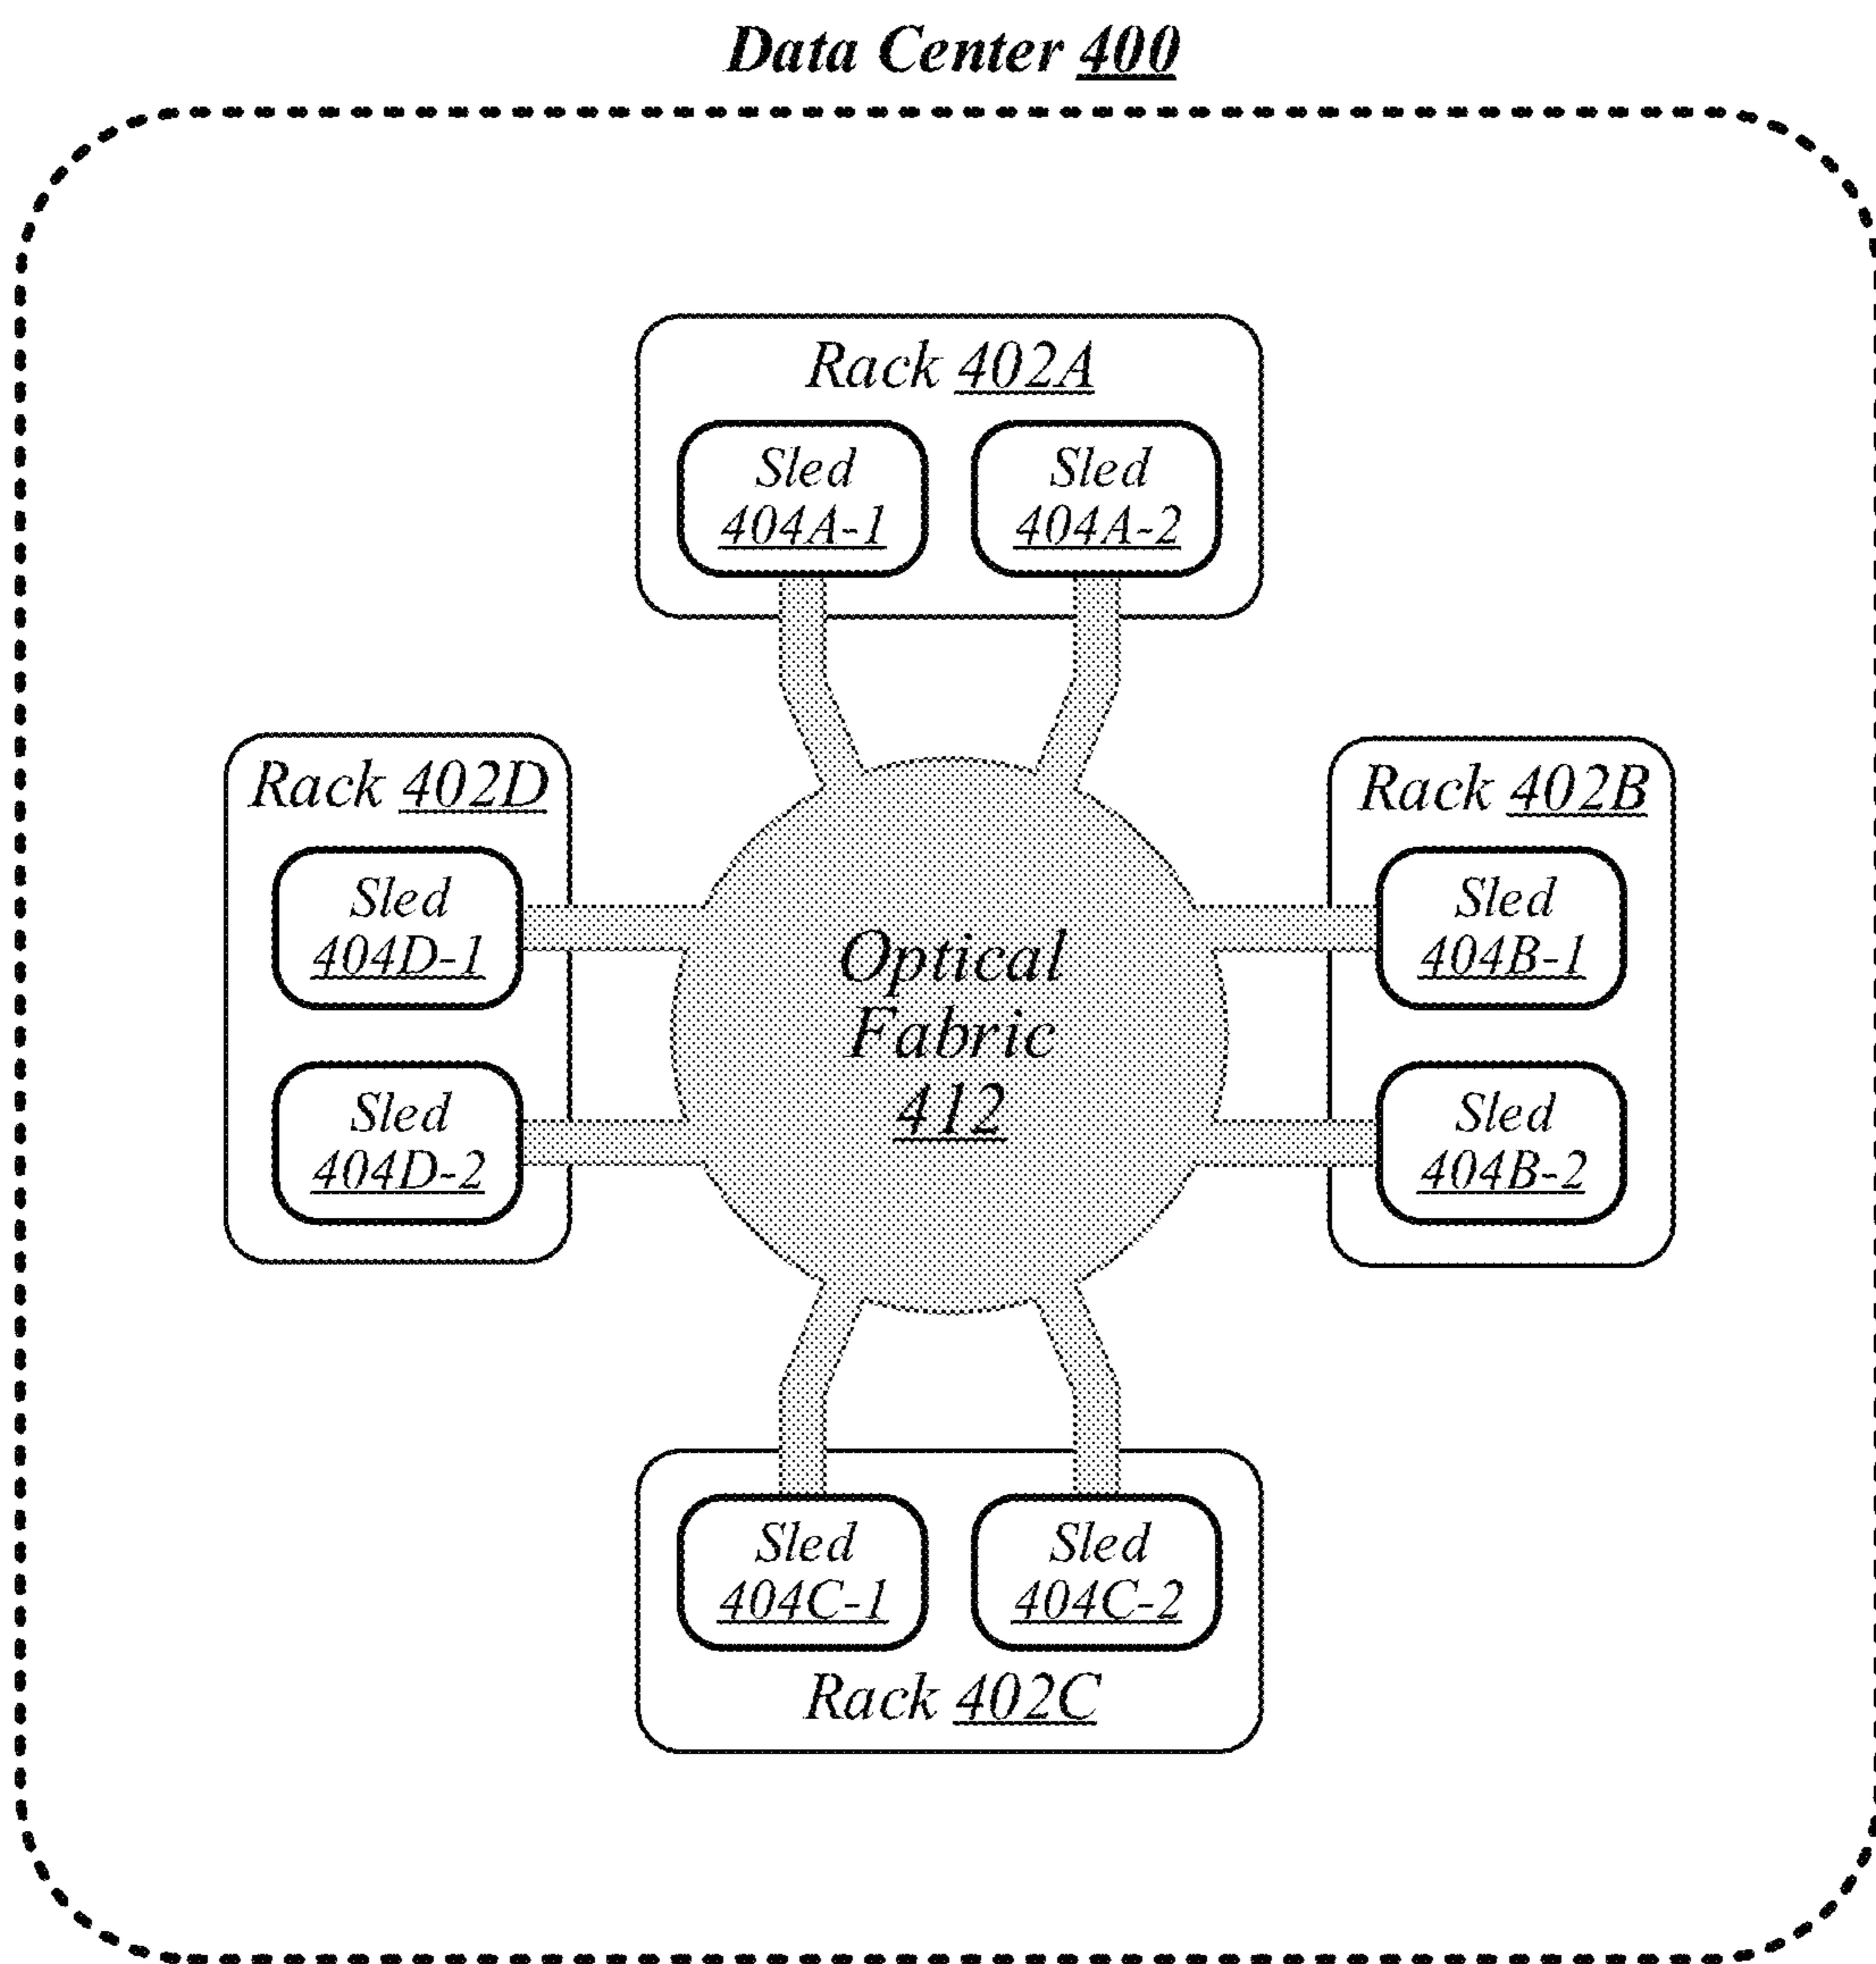 Data Center 400
Rack 402A
Sled
404A-1
Sled
404A-2
Rack 402D
Sled
404D-1
Sled
404D-2
Optical
Fabric
412
Rack 402B
Sled
404B-1
Sled
404B-2
Sled
404C-1
Sled
404C-2
Rack 402C